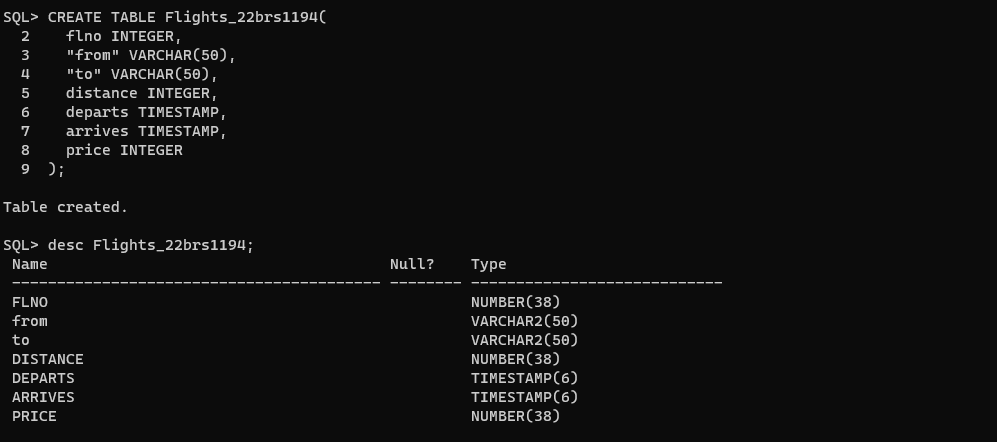 SQL> CREATE TABLE Flights_22brs1194(
  2    flno INTEGER,
  3    "from" VARCHAR(50),
  4    "to" VARCHAR(50),
  5    distance INTEGER,
  6    departs TIMESTAMP,
  7    arrives TIMESTAMP,
  8    price INTEGER
  9  );
Table created.
SQL> desc Flights_22brs1194;
 Name                                      Null?    Type
 ----------------------------------------- -------- ----------------------------
 FLNO                                               NUMBER(38)
 from                                               VARCHAR2(50)
 to                                                 VARCHAR2(50)
 DISTANCE                                           NUMBER(38)
 DEPARTS                                            TIMESTAMP(6)
 ARRIVES                                            TIMESTAMP(6)
 PRICE                                              NUMBER(38)